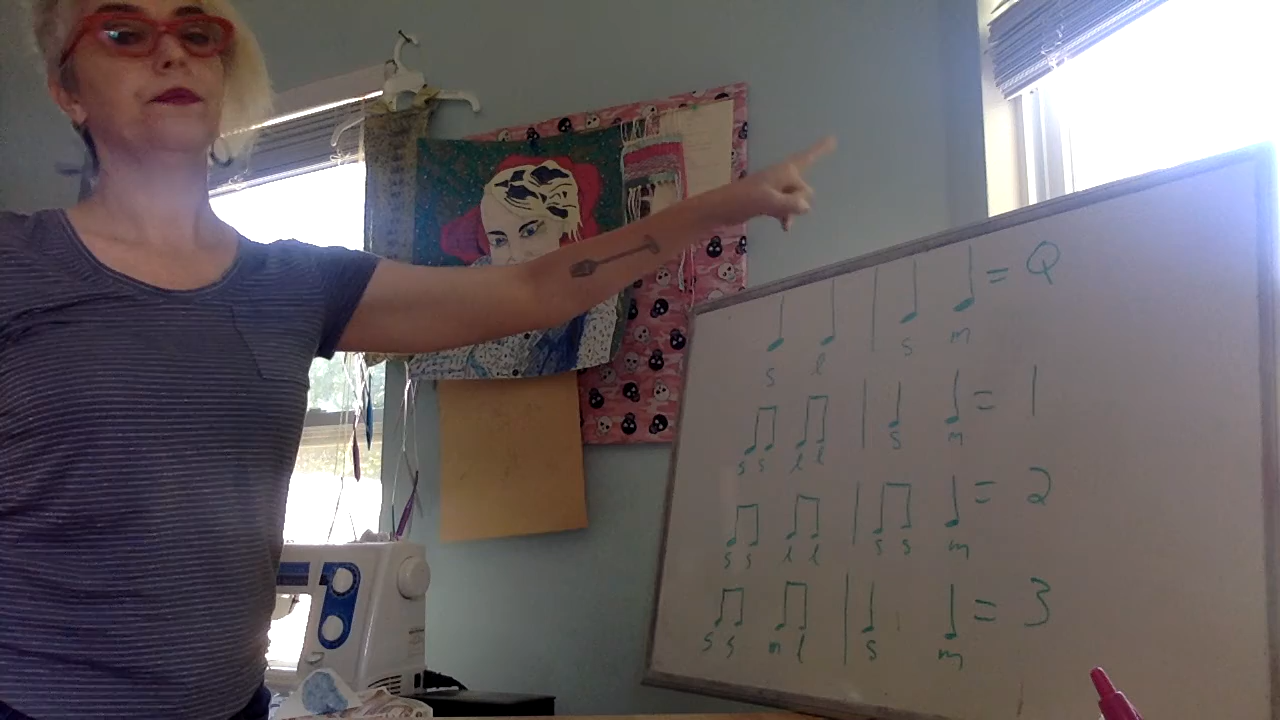 s l | s m = Q
s s l l | s m = 1
s s l l | s s m = 2
s s m l | s m = 3